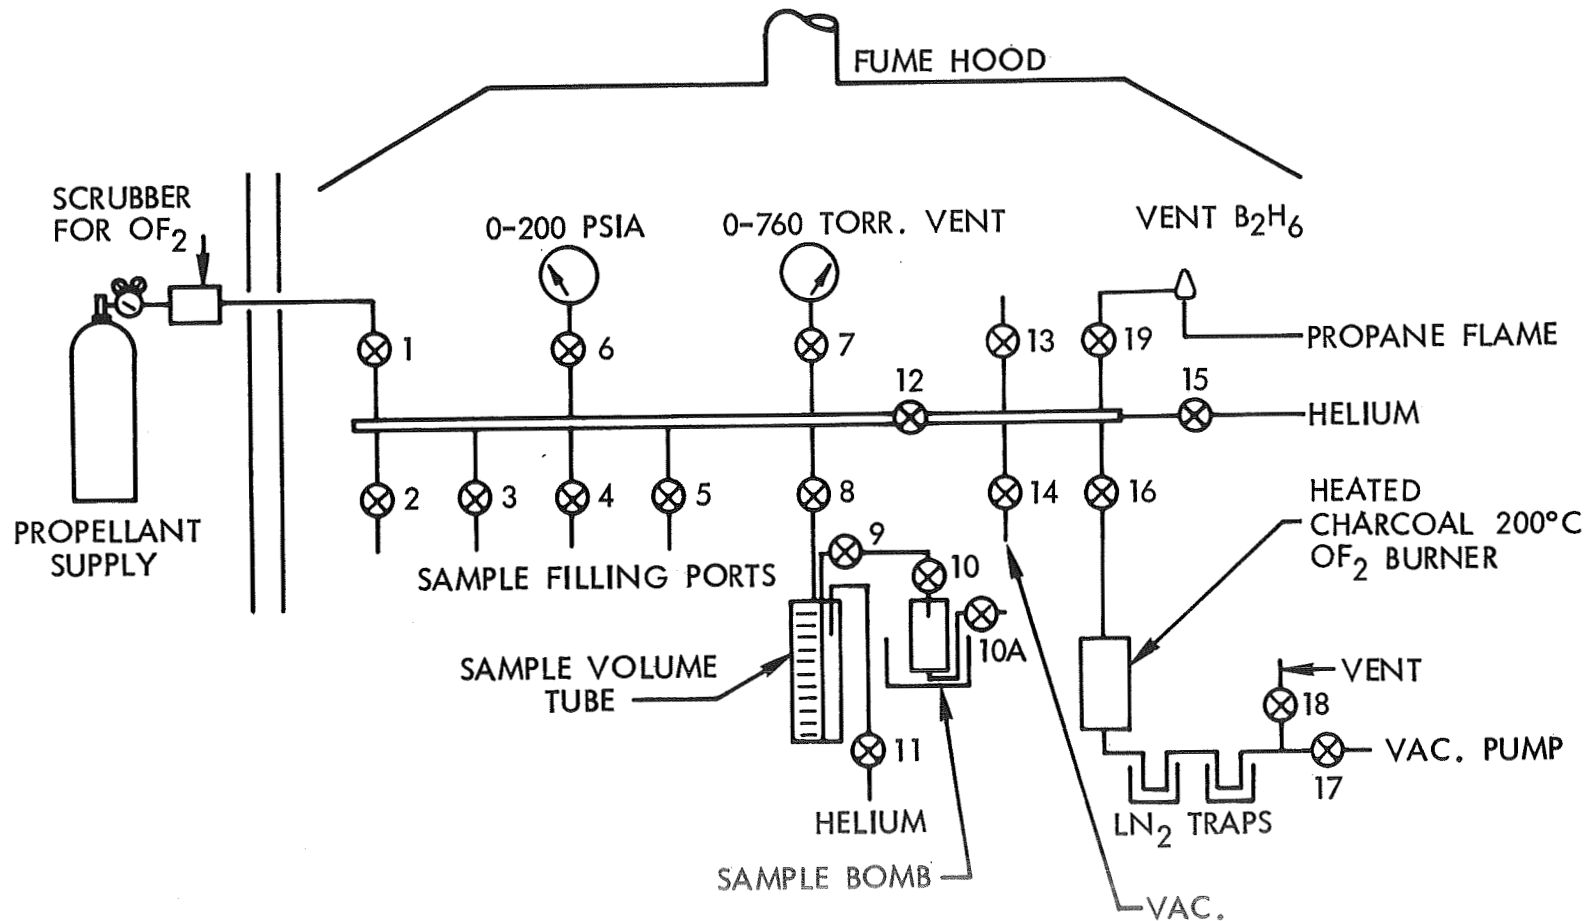 FUME HOOD
SCRUBBER
FOR OF2
0-200 PSIA
0-760 TORR. VENT
VENT B2H6
1
6
7
13
19
PROPANE FLAME
12
15
HELIUM
2
3
4
5
8
14
16
HEATED
CHARCOAL 200°C
OF2 BURNER
PROPELLANT
SUPPLY
SAMPLE FILLING PORTS
9
10
10A
SAMPLE VOLUME
TUBE
VENT
18
11
VAC. PUMP
17
HELIUM
LN2 TRAPS
SAMPLE BOMB
VAC.